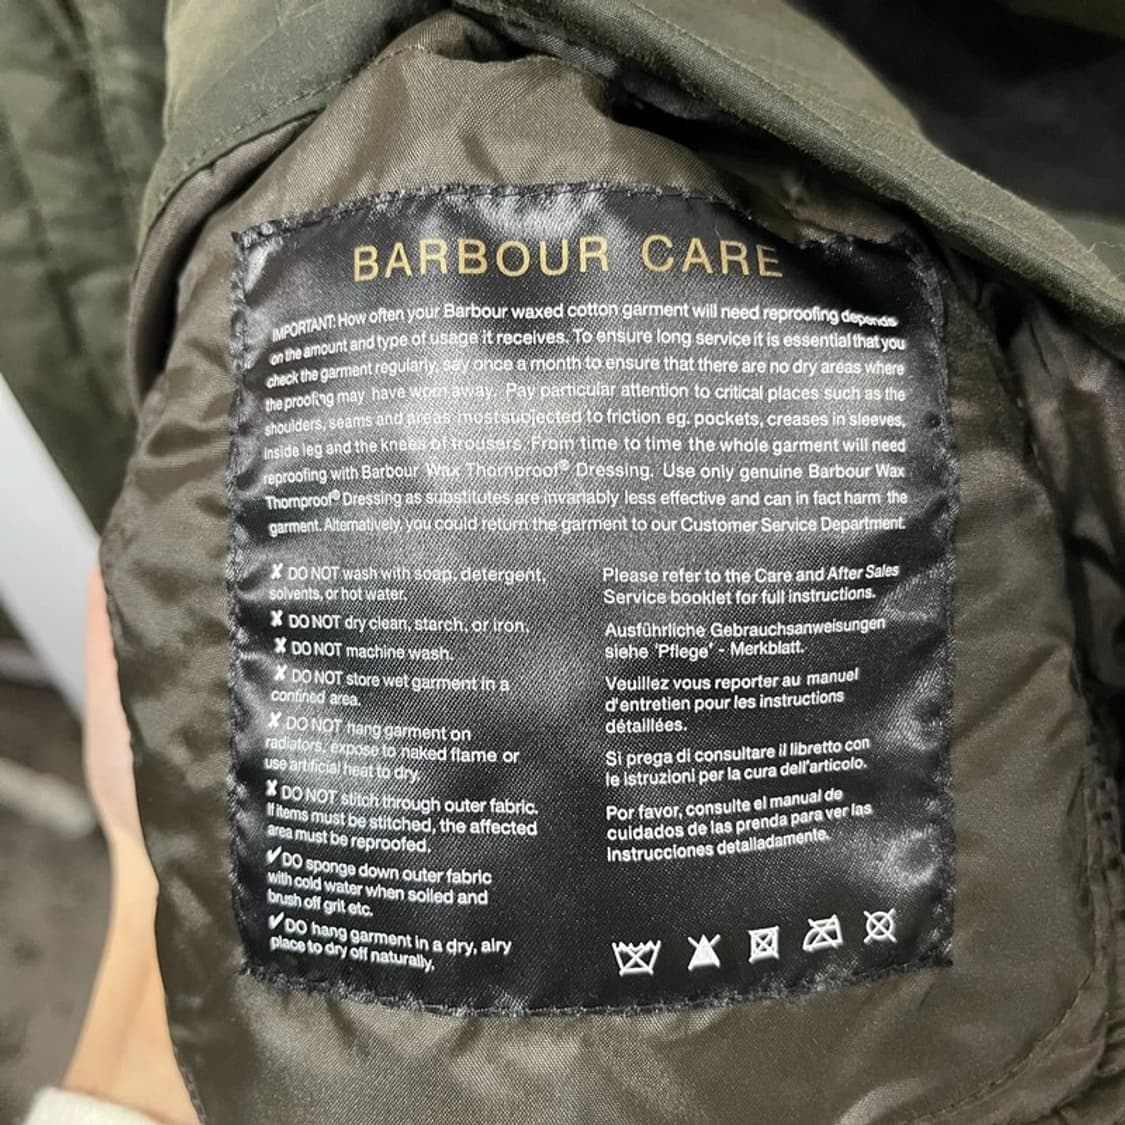 BARBOUR CARE
IMPORTANT: How often your Barbour waxed cotton garment will need reproofing depends
on the amount and type of usage it receives. To ensure long service it is essential that you
check the garment regularly, say once a month to ensure that there are no dry areas where
the proofing may have worn away. Pay particular attention to critical places such as the
shoulders, seams and areas most subjected to friction eg. pockets, creases in sleeves,
inside leg and the knees of trousers. From time to time the whole garment will need
reproofing with Barbour Wax Thornproof® Dressing. Use only genuine Barbour Wax
Thornproof® Dressing as substitutes are invariably less effective and can in fact harm the
garment. Alternatively, you could return the garment to our Customer Service Department.
✘ DO NOT wash with soap, detergent,
solvents, or hot water.
✘ DO NOT dry clean, starch, or iron.
✘ DO NOT machine wash.
✘ DO NOT store wet garment in a
confined area.
✘ DO NOT hang garment on
radiators, expose to naked flame or
use artificial heat to dry.
✘ DO NOT stitch through outer fabric.
If items must be stitched, the affected
area must be reproofed.
✔ DO sponge down outer fabric
with cold water when soiled and
brush off grit etc.
✔ DO hang garment in a dry, airy
place to dry off naturally.
Please refer to the Care and After Sales
Service booklet for full instructions.
Ausführliche Gebrauchsanweisungen
siehe 'Pflege' - Merkblatt.
Veuillez vous reporter au manuel
d'entretien pour les instructions
détaillées.
Si prega di consultare il libretto con
le istruzioni per la cura dell'articolo.
Por favor, consulte el manual de
cuidados de las prenda para ver las
instrucciones detalladamente.